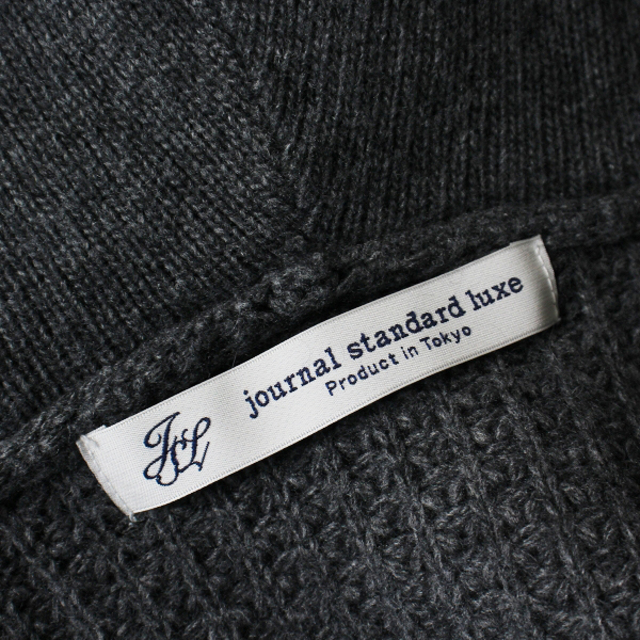 JSL
journal standard luxe
Product in Tokyo